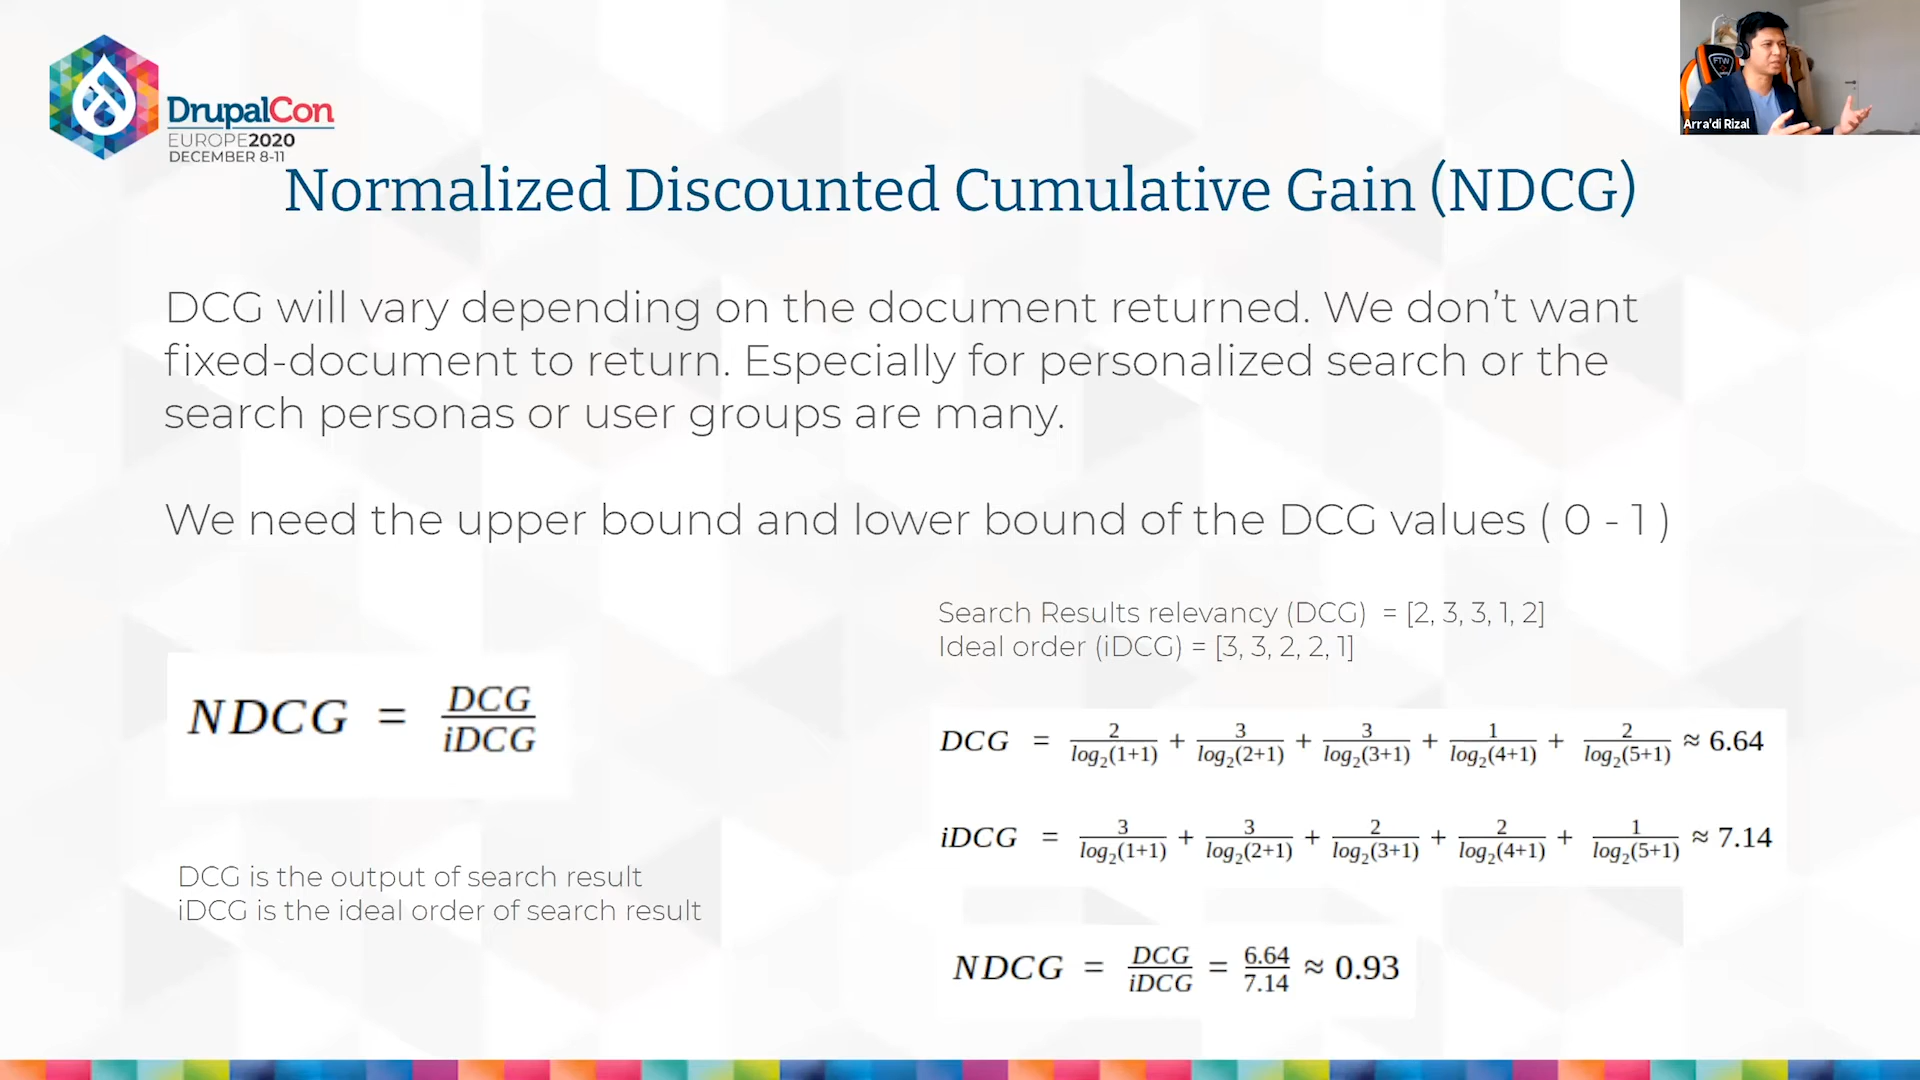 DrupalCon
EUROPE2020
DECEMBER 8-11
FTW
Arra'di Rizal
Normalized Discounted Cumulative Gain (NDCG)
DCG will vary depending on the document returned. We don't want
fixed-document to return. Especially for personalized search or the
search personas or user groups are many.
We need the upper bound and lower bound of the DCG values ( 0 - 1 )
Search Results relevancy (DCG) = [2, 3, 3, 1, 2]
Ideal order (iDCG) = [3, 3, 2, 2, 1]
NDCG = DCG/iDCG
DCG = 2/log₂(1+1) + 3/log₂(2+1) + 3/log₂(3+1) + 1/log₂(4+1) + 2/log₂(5+1) ≈ 6.64
iDCG = 3/log₂(1+1) + 3/log₂(2+1) + 2/log₂(3+1) + 2/log₂(4+1) + 1/log₂(5+1) ≈ 7.14
DCG is the output of search result
iDCG is the ideal order of search result
NDCG = DCG/iDCG = 6.64/7.14 ≈ 0.93